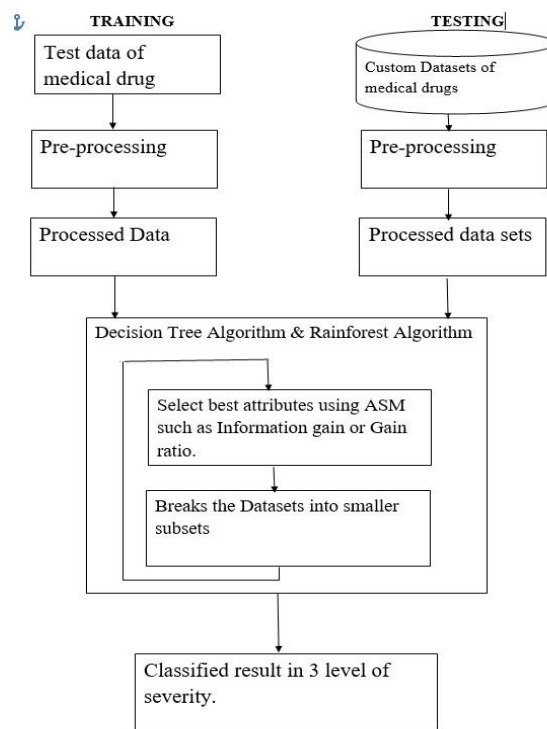 TRAINING
Test data of
medical drug
Pre-processing
Processed Data
TESTING
Custom Datasets of
medical drugs
Pre-processing
Processed data sets
Decision Tree Algorithm & Rainforest Algorithm
Select best attributes using ASM
such as Information gain or Gain
ratio.
Breaks the Datasets into smaller
subsets
Classified result in 3 level of
severity.